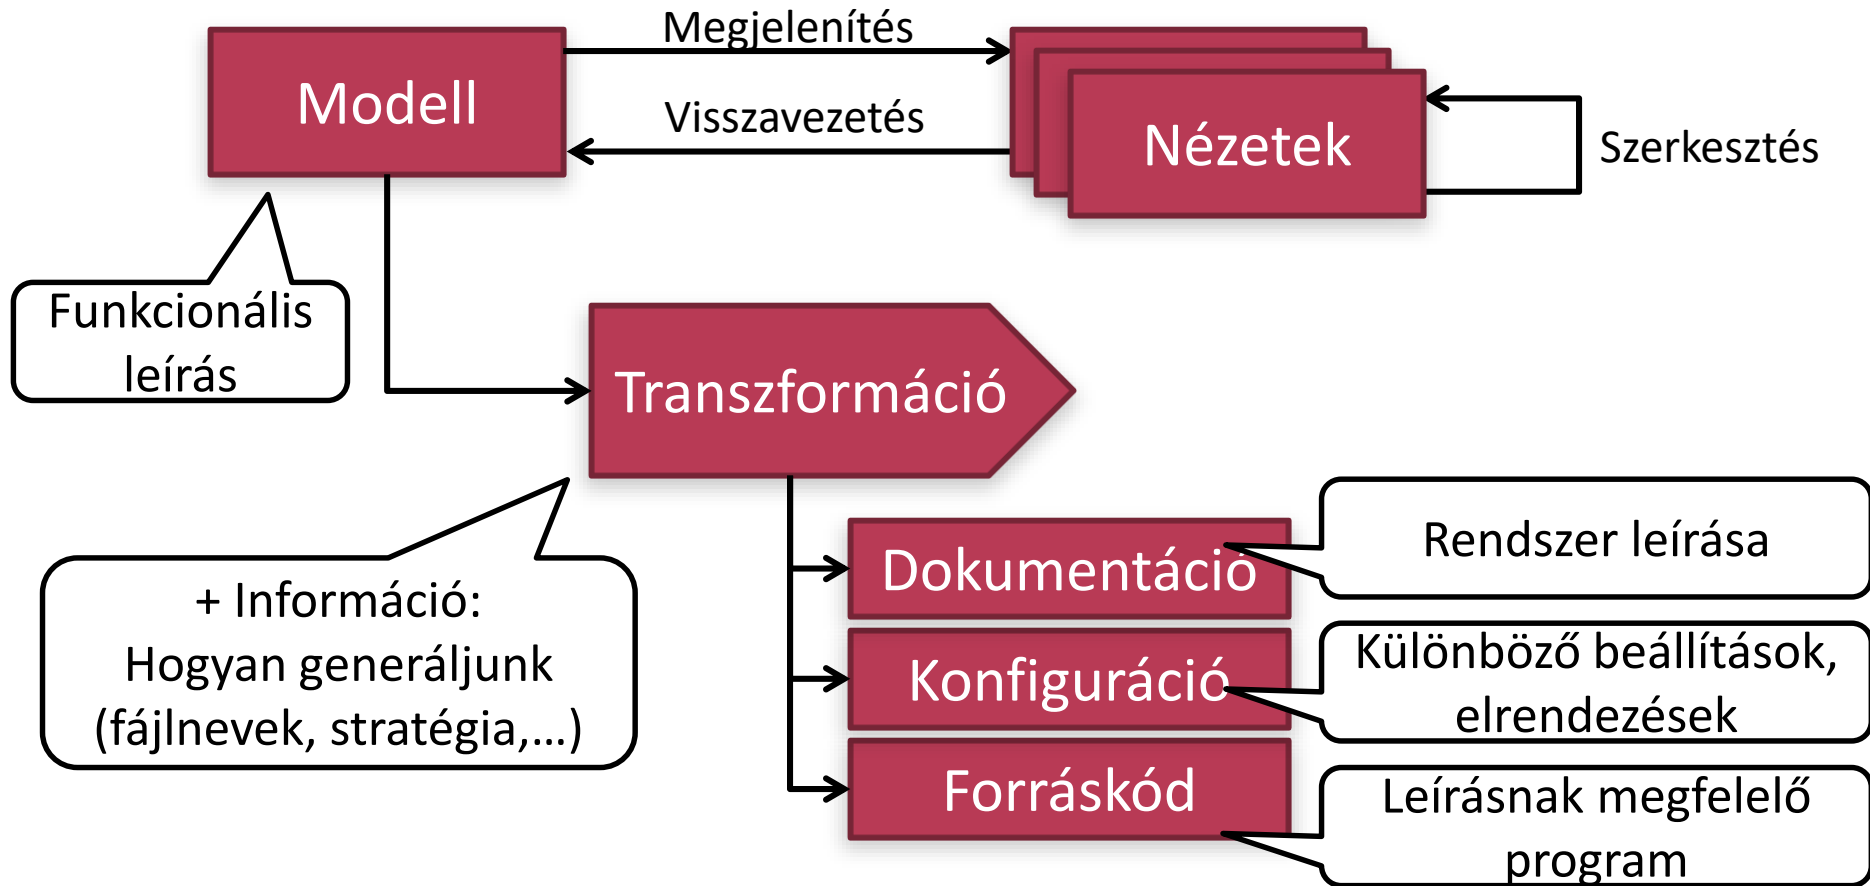 Megjelenítés
Modell
Visszavezetés
Nézetek
Szerkesztés
Funkcionális
leírás
Transzformáció
+ Információ:
Hogyan generáljunk
(fájlnevek, stratégia,...)
Dokumentáció
Rendszer leírása
Konfiguráció
Különböző beállítások,
elrendezések
Forráskód
Leírásnak megfelelő
program